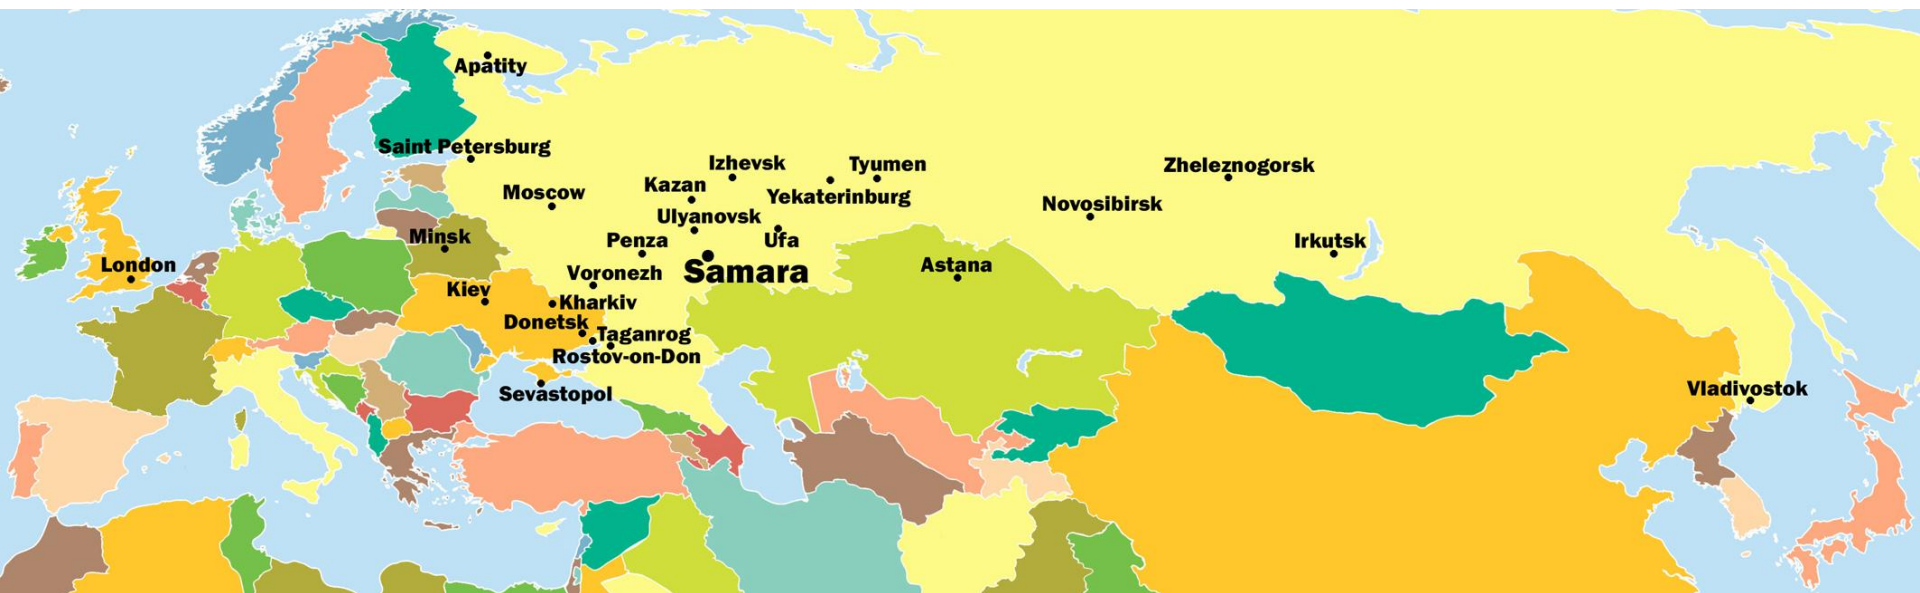 Apatity
Saint Petersburg
Izhevsk
Tyumen
Zheleznogorsk
Moscow
Kazan
Yekaterinburg
Novosibirsk
Ulyanovsk
Minsk
Penza
Ufa
Irkutsk
London
Voronezh
Samara
Astana
Kiev
Kharkiv
Donetsk
Taganrog
Rostov-on-Don
Sevastopol
Vladivostok